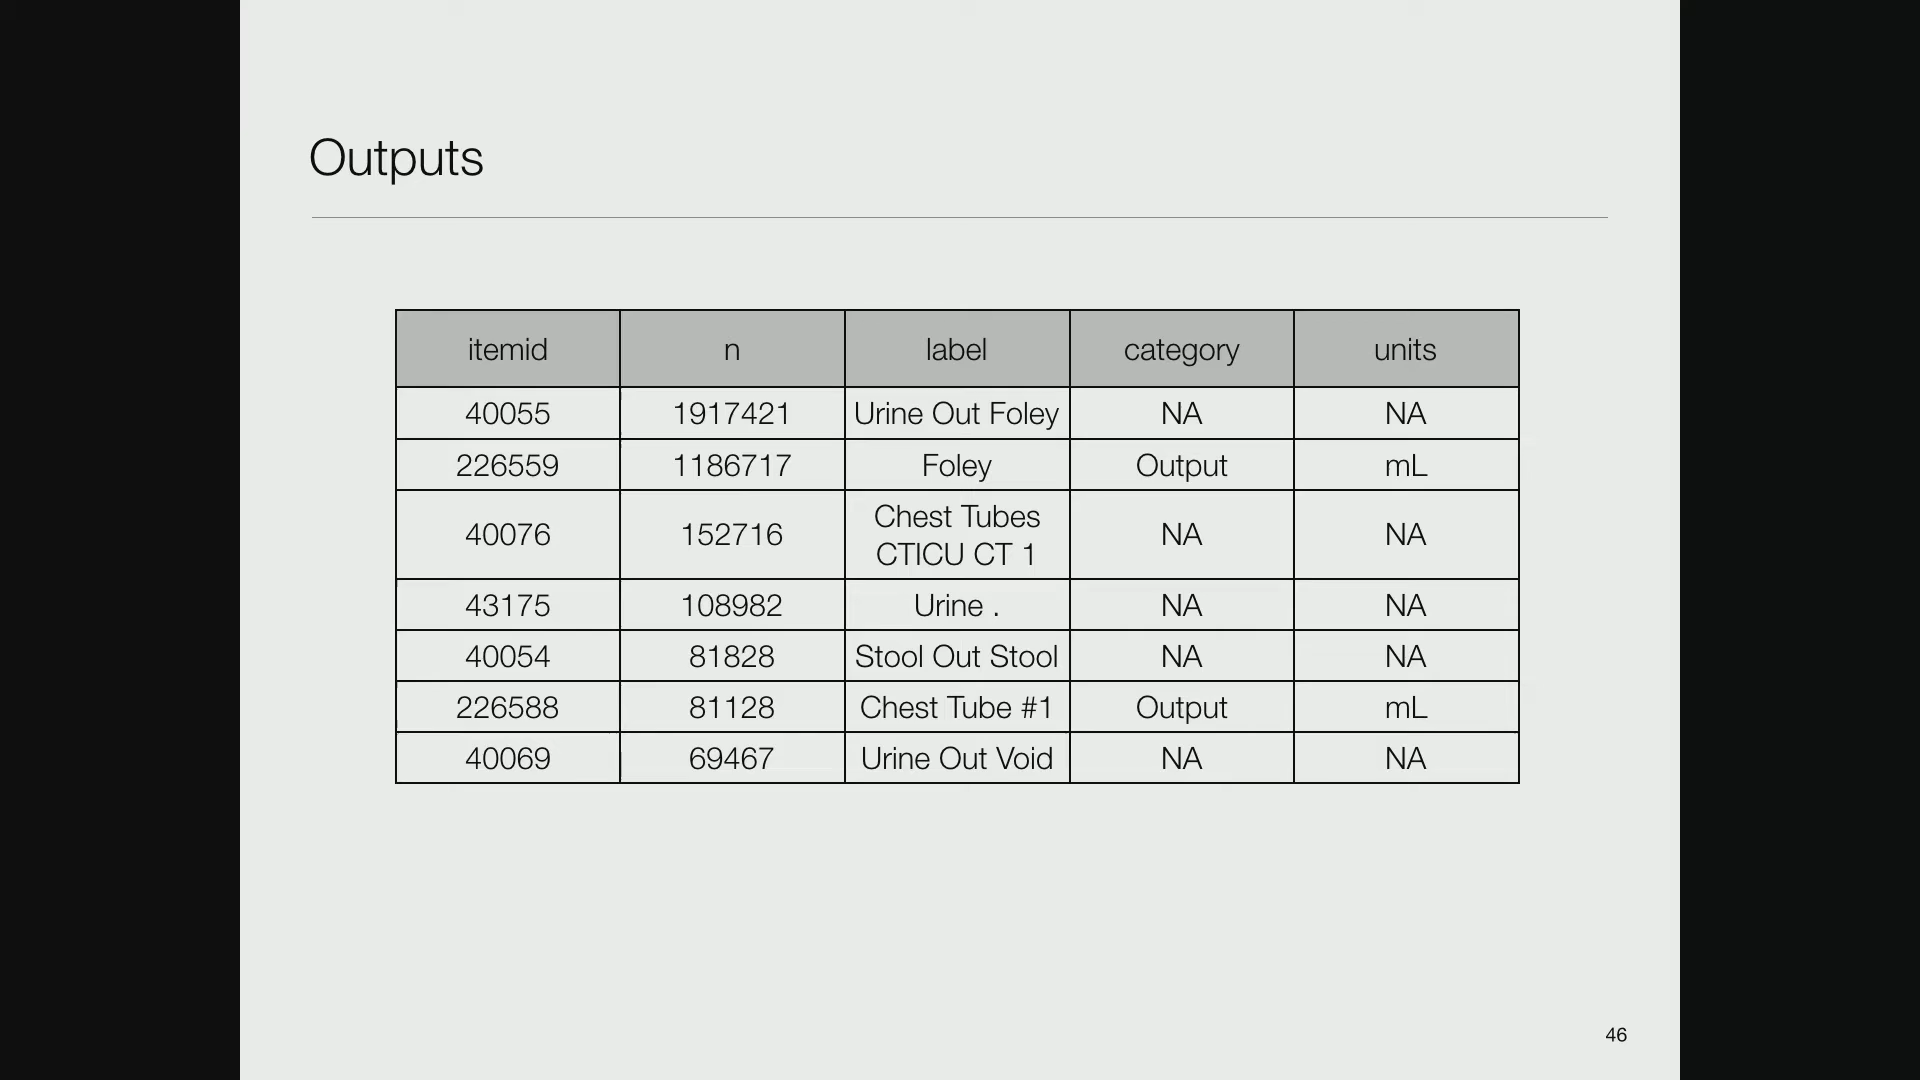 Outputs
itemid n label category units
40055 1917421 Urine Out Foley NA NA
226559 1186717 Foley Output mL
40076 152716 Chest Tubes CTICU CT 1 NA NA
43175 108982 Urine . NA NA
40054 81828 Stool Out Stool NA NA
226588 81128 Chest Tube #1 Output mL
40069 69467 Urine Out Void NA NA
46